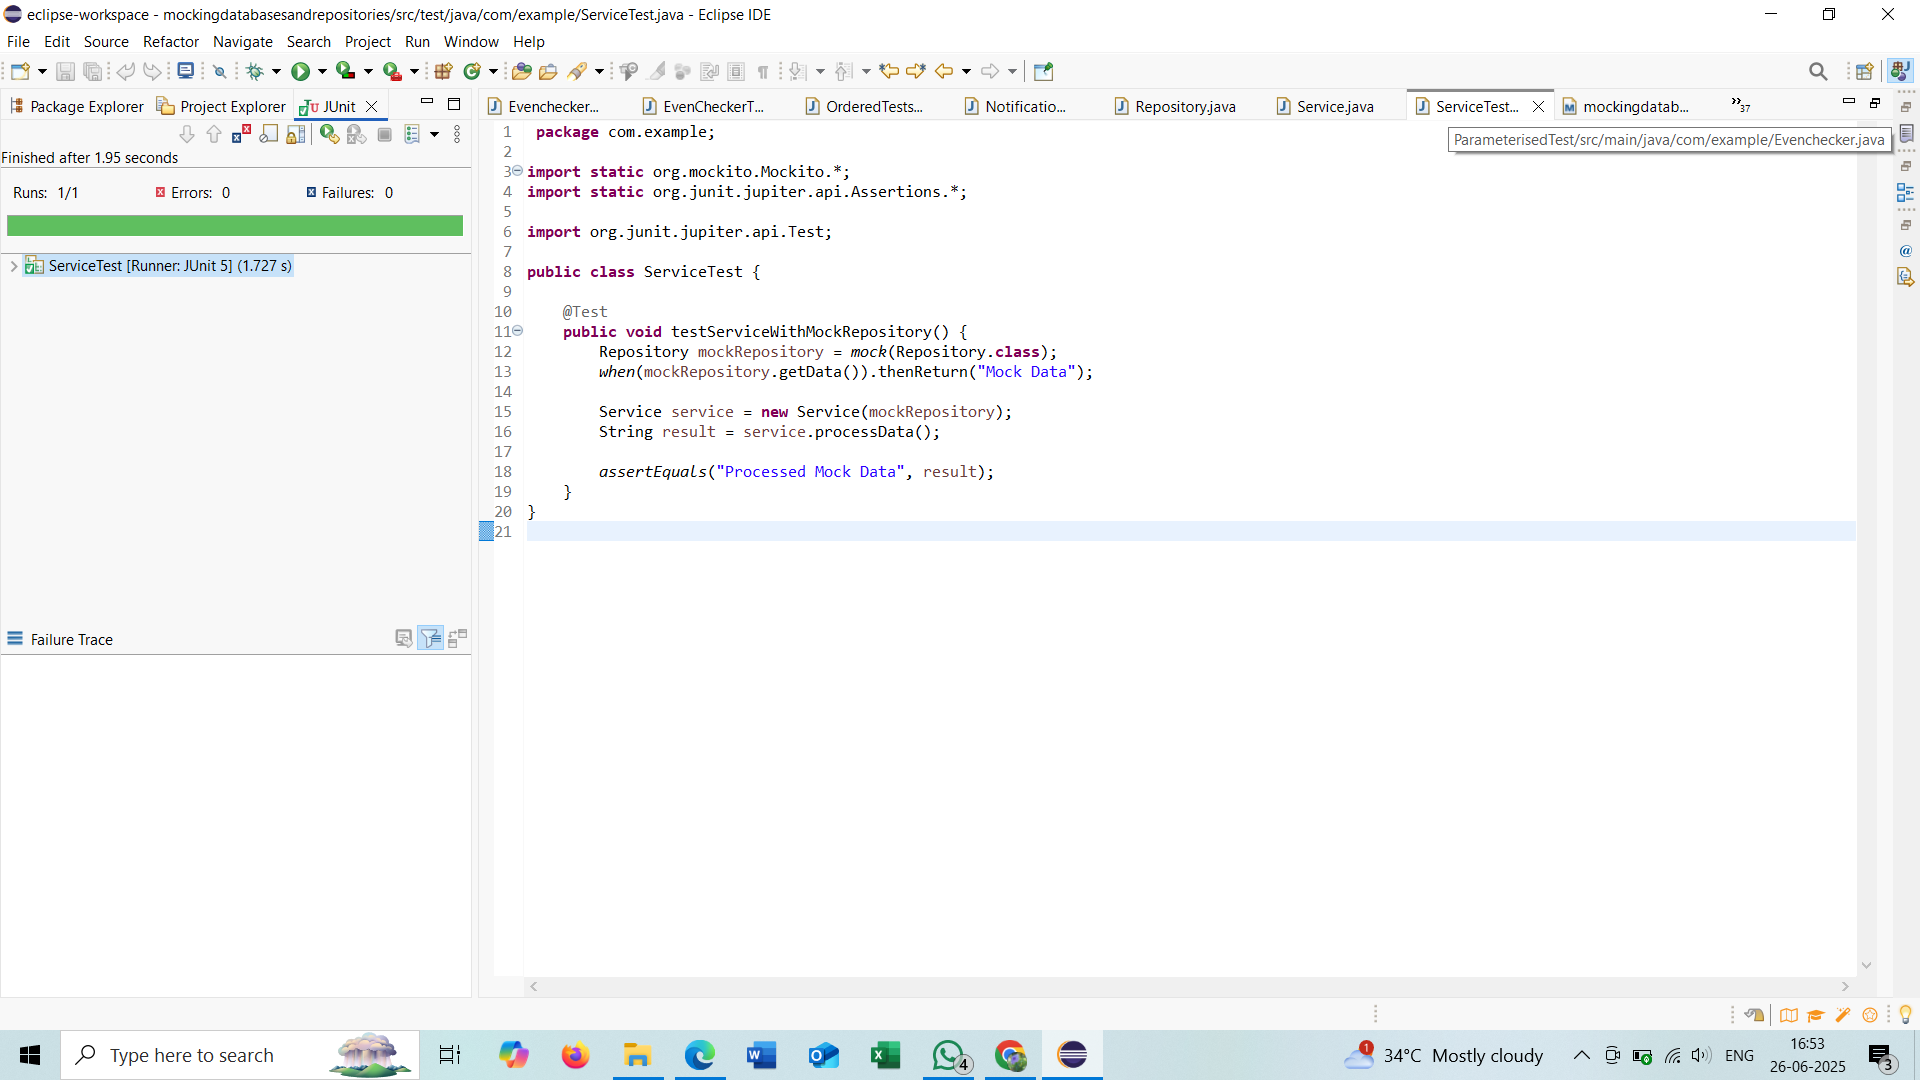 eclipse-workspace - mockingdatabasesandrepositories/src/test/java/com/example/ServiceTest.java - Eclipse IDE
File Edit Source Refactor Navigate Search Project Run Window Help
Package Explorer Project Explorer JUnit
Evenchecker... EvenCheckerT... OrderedTests... Notificatio... Repository.java Service.java ServiceTest... mockingdatab... »37
ParameterisedTest/src/main/java/com/example/Evenchecker.java
Finished after 1.95 seconds
Runs: 1/1 Errors: 0 Failures: 0
ServiceTest [Runner: JUnit 5] (1.727 s)
Failure Trace
1 package com.example;
2
3 import static org.mockito.Mockito.*;
4 import static org.junit.jupiter.api.Assertions.*;
5
6 import org.junit.jupiter.api.Test;
7
8 public class ServiceTest {
9
10 @Test
11 public void testServiceWithMockRepository() {
12 Repository mockRepository = mock(Repository.class);
13 when(mockRepository.getData()).thenReturn("Mock Data");
14
15 Service service = new Service(mockRepository);
16 String result = service.processData();
17
18 assertEquals("Processed Mock Data", result);
19 }
20 }
21
Type here to search
4
1
34°C Mostly cloudy
ENG
16:53
26-06-2025
3